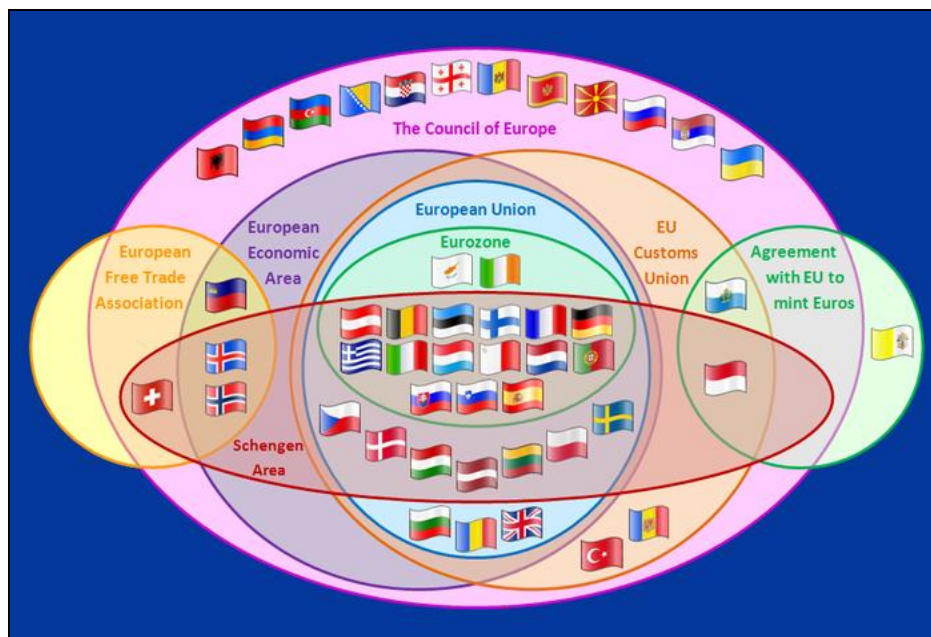 The Council of Europe
European Union
Eurozone
European
Economic
Area
EU
Customs
Union
European
Free Trade
Association
Agreement
with EU to
mint Euros
Schengen
Area